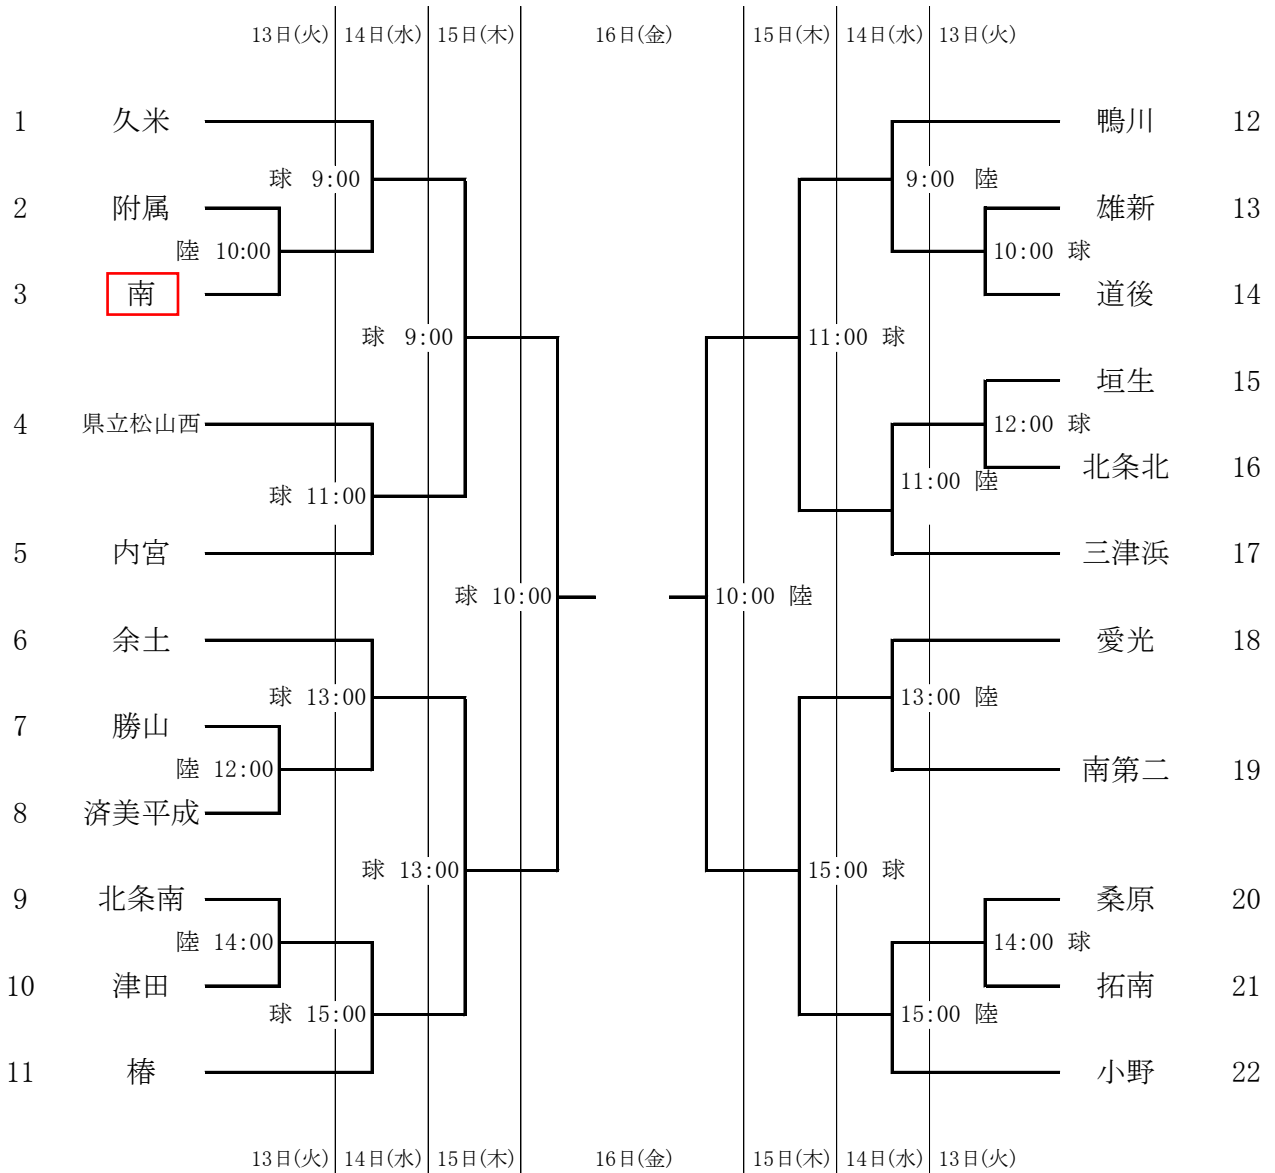 13日(火) 14日(水) 15日(木) 16日(金) 15日(木) 14日(水) 13日(火)
1 久米 鴨川 12
球 9:00 9:00 陸
2 附属 雄新 13
陸 10:00 10:00 球
3 南 道後 14
球 9:00 11:00 球
垣生 15
4 県立松山西 12:00 球
北条北 16
11:00 陸
球 11:00
5 内宮 三津浜 17
球 10:00 10:00 陸
6 余土 愛光 18
球 13:00 13:00 陸
7 勝山
陸 12:00 南第二 19
8 済美平成
球 13:00 15:00 球
9 北条南 桑原 20
陸 14:00 14:00 球
10 津田 拓南 21
球 15:00 15:00 陸
11 椿 小野 22
13日(火) 14日(水) 15日(木) 16日(金) 15日(木) 14日(水) 13日(火)